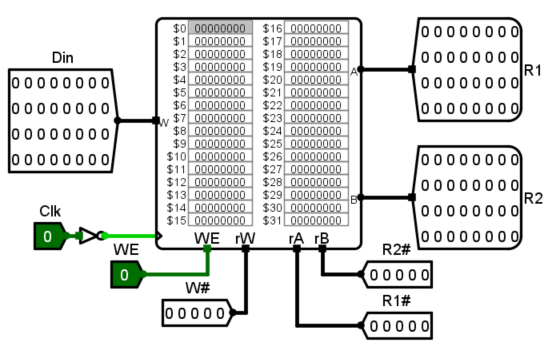 $0 00000000 $16 00000000
$1 00000000 $17 00000000
$2 00000000 $18 00000000
$3 00000000 $19 00000000
$4 00000000 $20 00000000
$5 00000000 $21 00000000
$6 00000000 $22 00000000
$7 00000000 $23 00000000
$8 00000000 $24 00000000
$9 00000000 $25 00000000
$10 00000000 $26 00000000
$11 00000000 $27 00000000
$12 00000000 $28 00000000
$13 00000000 $29 00000000
$14 00000000 $30 00000000
$15 00000000 $31 00000000
W
A
B
WE rW rA rB
Din
0 0 0 0 0 0 0 0
0 0 0 0 0 0 0 0
0 0 0 0 0 0 0 0
0 0 0 0 0 0 0 0
0 0 0 0 0 0 0 0
0 0 0 0 0 0 0 0
0 0 0 0 0 0 0 0
0 0 0 0 0 0 0 0
R1
0 0 0 0 0 0 0 0
0 0 0 0 0 0 0 0
0 0 0 0 0 0 0 0
0 0 0 0 0 0 0 0
R2
Clk
0
WE
0
W#
0 0 0 0 0
R2#
0 0 0 0 0
R1#
0 0 0 0 0